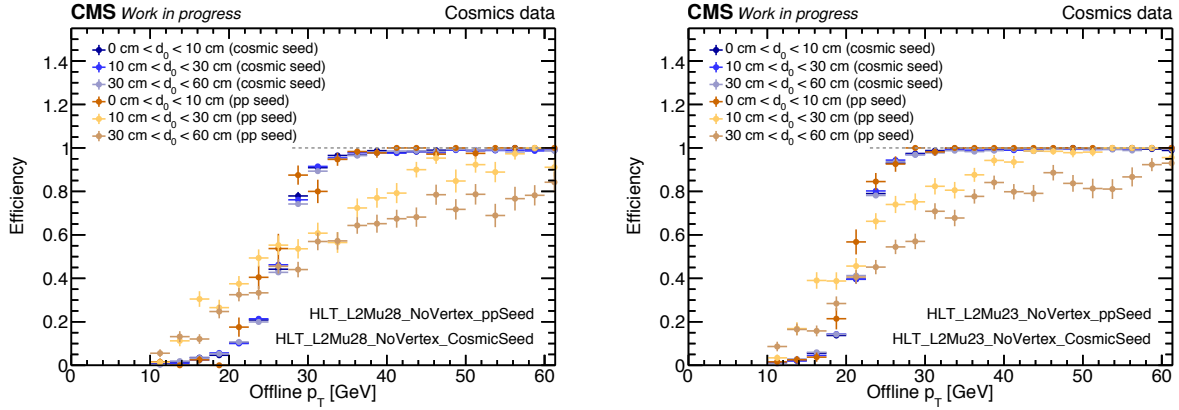 CMS Work in progress Cosmics data
0 cm < d0 < 10 cm (cosmic seed)
10 cm < d0 < 30 cm (cosmic seed)
30 cm < d0 < 60 cm (cosmic seed)
0 cm < d0 < 10 cm (pp seed)
10 cm < d0 < 30 cm (pp seed)
30 cm < d0 < 60 cm (pp seed)
1.4
1.2
1
0.8
0.6
0.4
0.2
0
Efficiency
HLT_L2Mu28_NoVertex_ppSeed
HLT_L2Mu28_NoVertex_CosmicSeed
0 10 20 30 40 50 60
Offline pT [GeV]
CMS Work in progress Cosmics data
0 cm < d0 < 10 cm (cosmic seed)
10 cm < d0 < 30 cm (cosmic seed)
30 cm < d0 < 60 cm (cosmic seed)
0 cm < d0 < 10 cm (pp seed)
10 cm < d0 < 30 cm (pp seed)
30 cm < d0 < 60 cm (pp seed)
1.4
1.2
1
0.8
0.6
0.4
0.2
0
Efficiency
HLT_L2Mu23_NoVertex_ppSeed
HLT_L2Mu23_NoVertex_CosmicSeed
0 10 20 30 40 50 60
Offline pT [GeV]